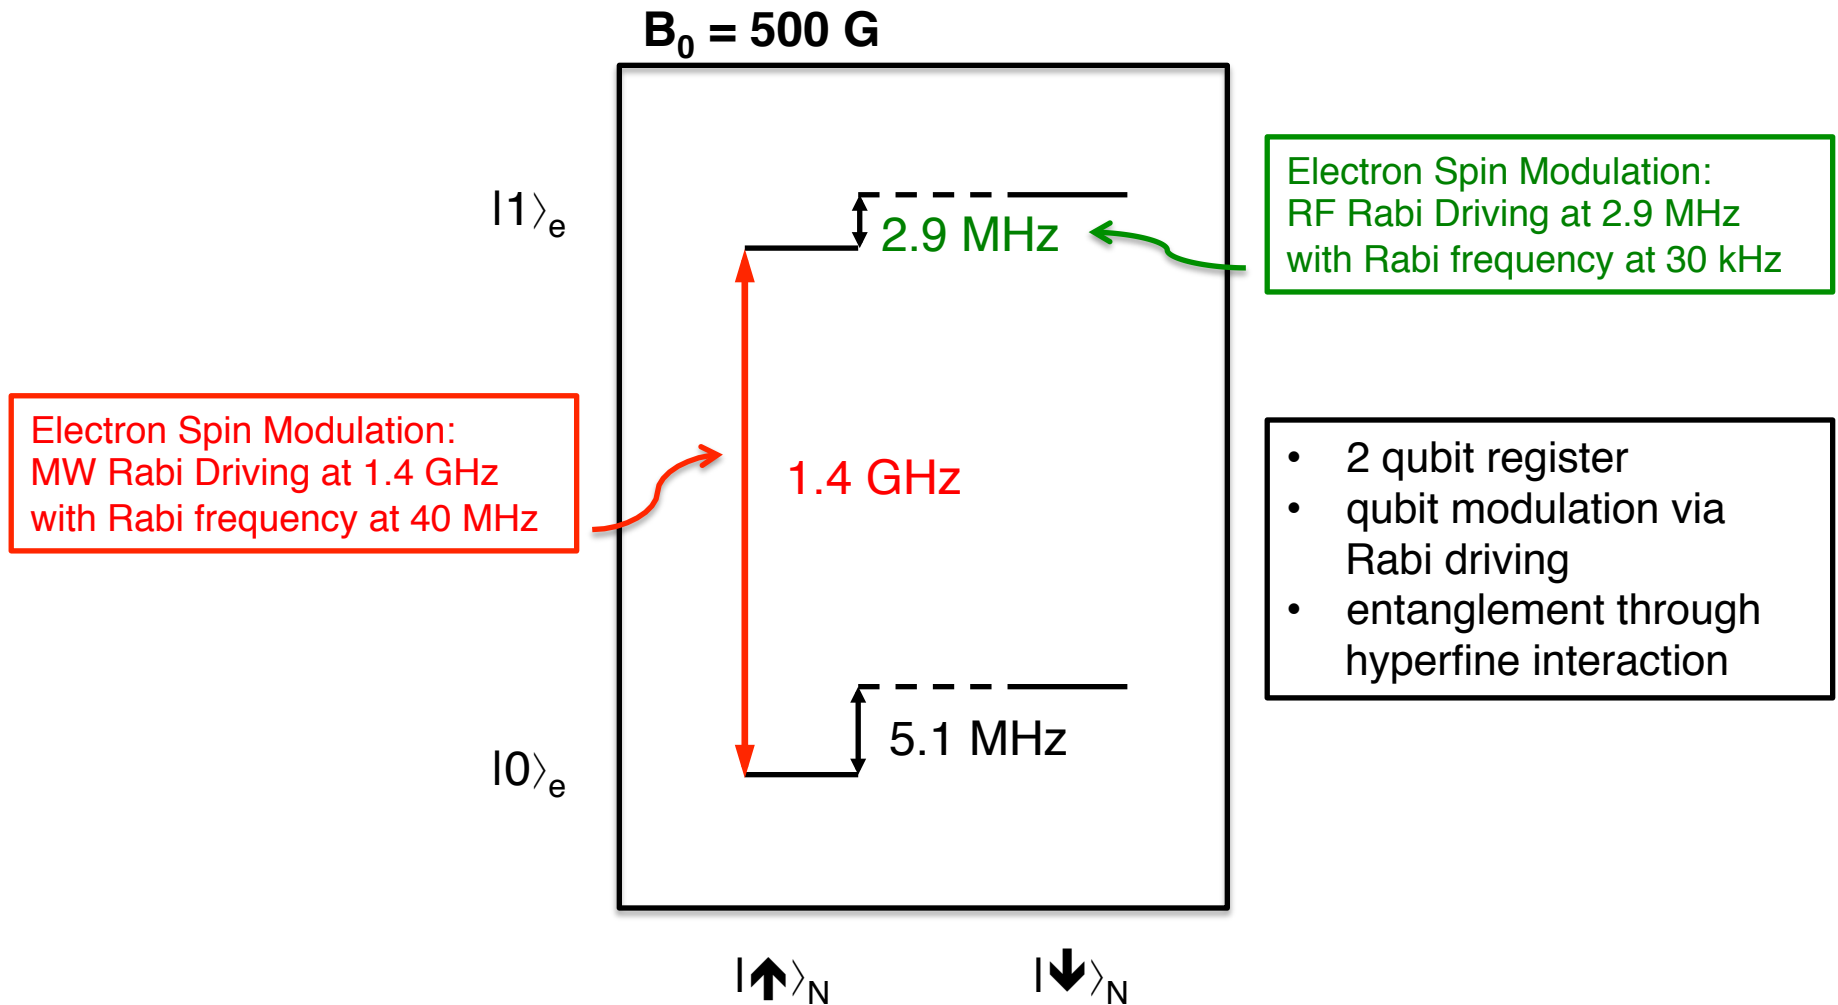 B₀ = 500 G
|1⟩ₑ
2.9 MHz
Electron Spin Modulation:
RF Rabi Driving at 2.9 MHz
with Rabi frequency at 30 kHz
Electron Spin Modulation:
MW Rabi Driving at 1.4 GHz
with Rabi frequency at 40 MHz
1.4 GHz
• 2 qubit register
• qubit modulation via
Rabi driving
• entanglement through
hyperfine interaction
|0⟩ₑ
5.1 MHz
|↑⟩N
|↓⟩N